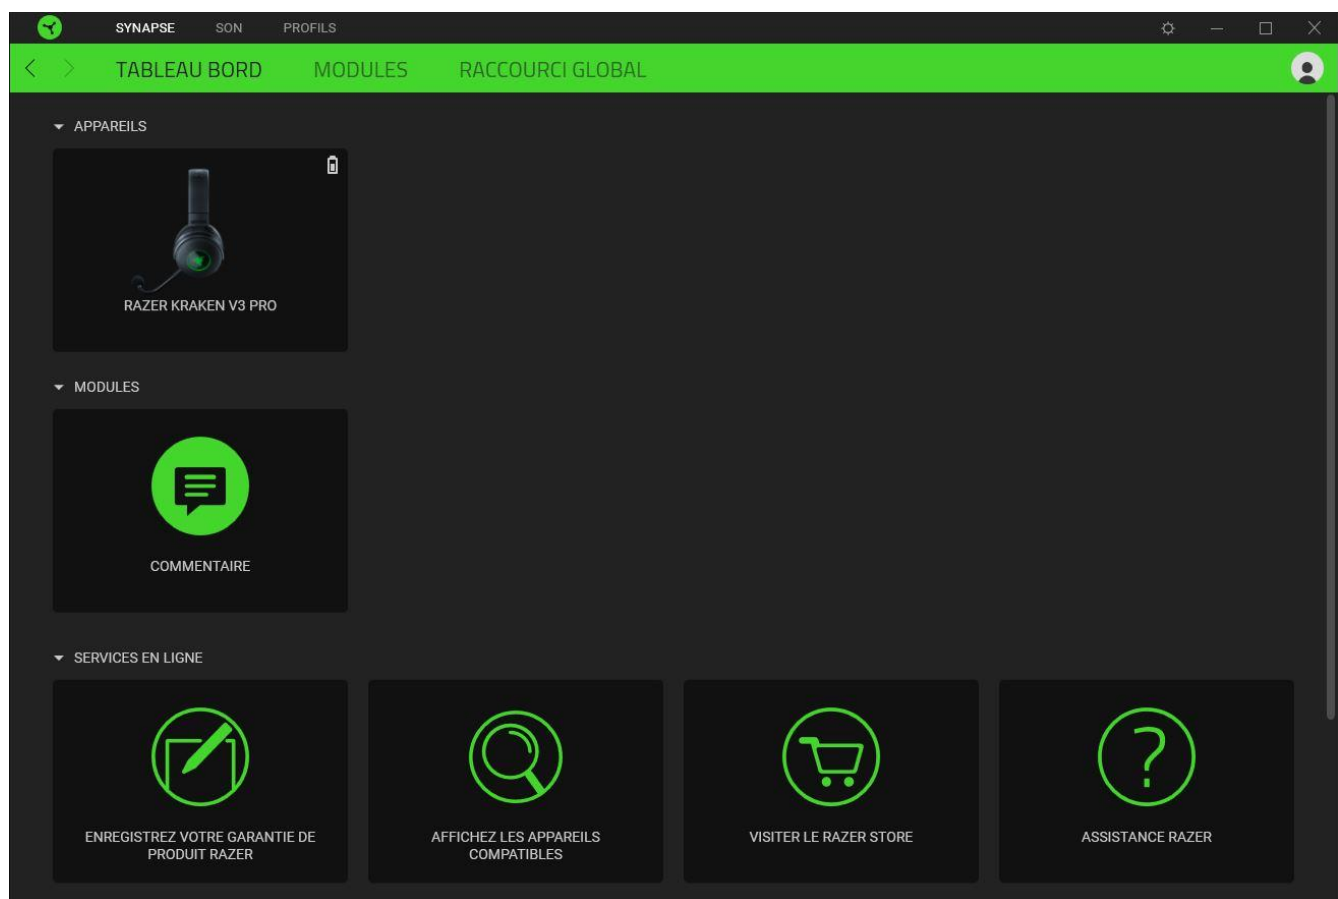 SYNAPSE SON PROFILS
TABLEAU BORD MODULES RACCOURCI GLOBAL
APPAREILS
RAZER KRAKEN V3 PRO
MODULES
COMMENTAIRE
SERVICES EN LIGNE
ENREGISTREZ VOTRE GARANTIE DE
PRODUIT RAZER
AFFICHEZ LES APPAREILS
COMPATIBLES
VISITER LE RAZER STORE
ASSISTANCE RAZER